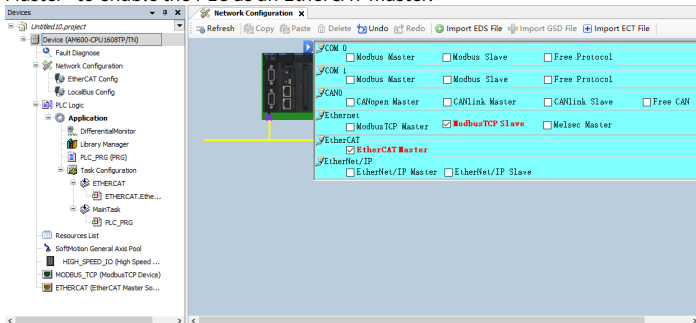 Master" to enable the PLC as an EtherCAT master.
Devices
Network Configuration
Untitled10.project
Device (AM600-CPU1608TP/TN)
Fault Diagnose
Network Configuration
EtherCAT Config
LocalBus Config
PLC Logic
Application
DifferentialMonitor
Library Manager
PLC_PRG (PRG)
Task Configuration
ETHERCAT
ETHERCAT.Ethe...
MainTask
PLC_PRG
Resources List
SoftMotion General Axis Pool
HIGH_SPEED_IO (High Speed ...
MODBUS_TCP (ModbusTCP Device)
ETHERCAT (EtherCAT Master So...
Refresh Copy Paste Delete Undo Redo Import EDS File Import GSD File Import ECT File
COM 0
Modbus Master Modbus Slave Free Protocol
COM 1
Modbus Master Modbus Slave Free Protocol
CAN0
CANopen Master CANlink Master CANlink Slave Free CAN
Ethernet
ModbusTCP Master ModbusTCP Slave Melsec Master
EtherCAT
EtherCAT Master
EtherNet/IP
EtherNet/IP Master EtherNet/IP Slave